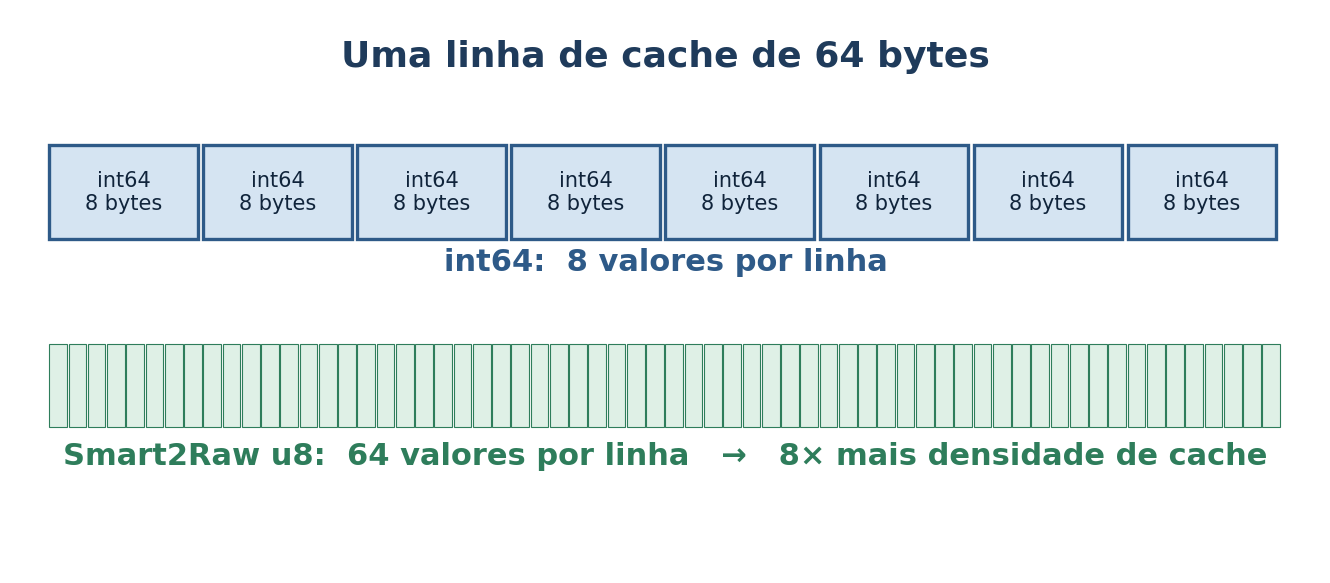 Uma linha de cache de 64 bytes
int64 int64 int64 int64 int64 int64 int64 int64
8 bytes 8 bytes 8 bytes 8 bytes 8 bytes 8 bytes 8 bytes 8 bytes
int64: 8 valores por linha
Smart2Raw u8: 64 valores por linha → 8× mais densidade de cache